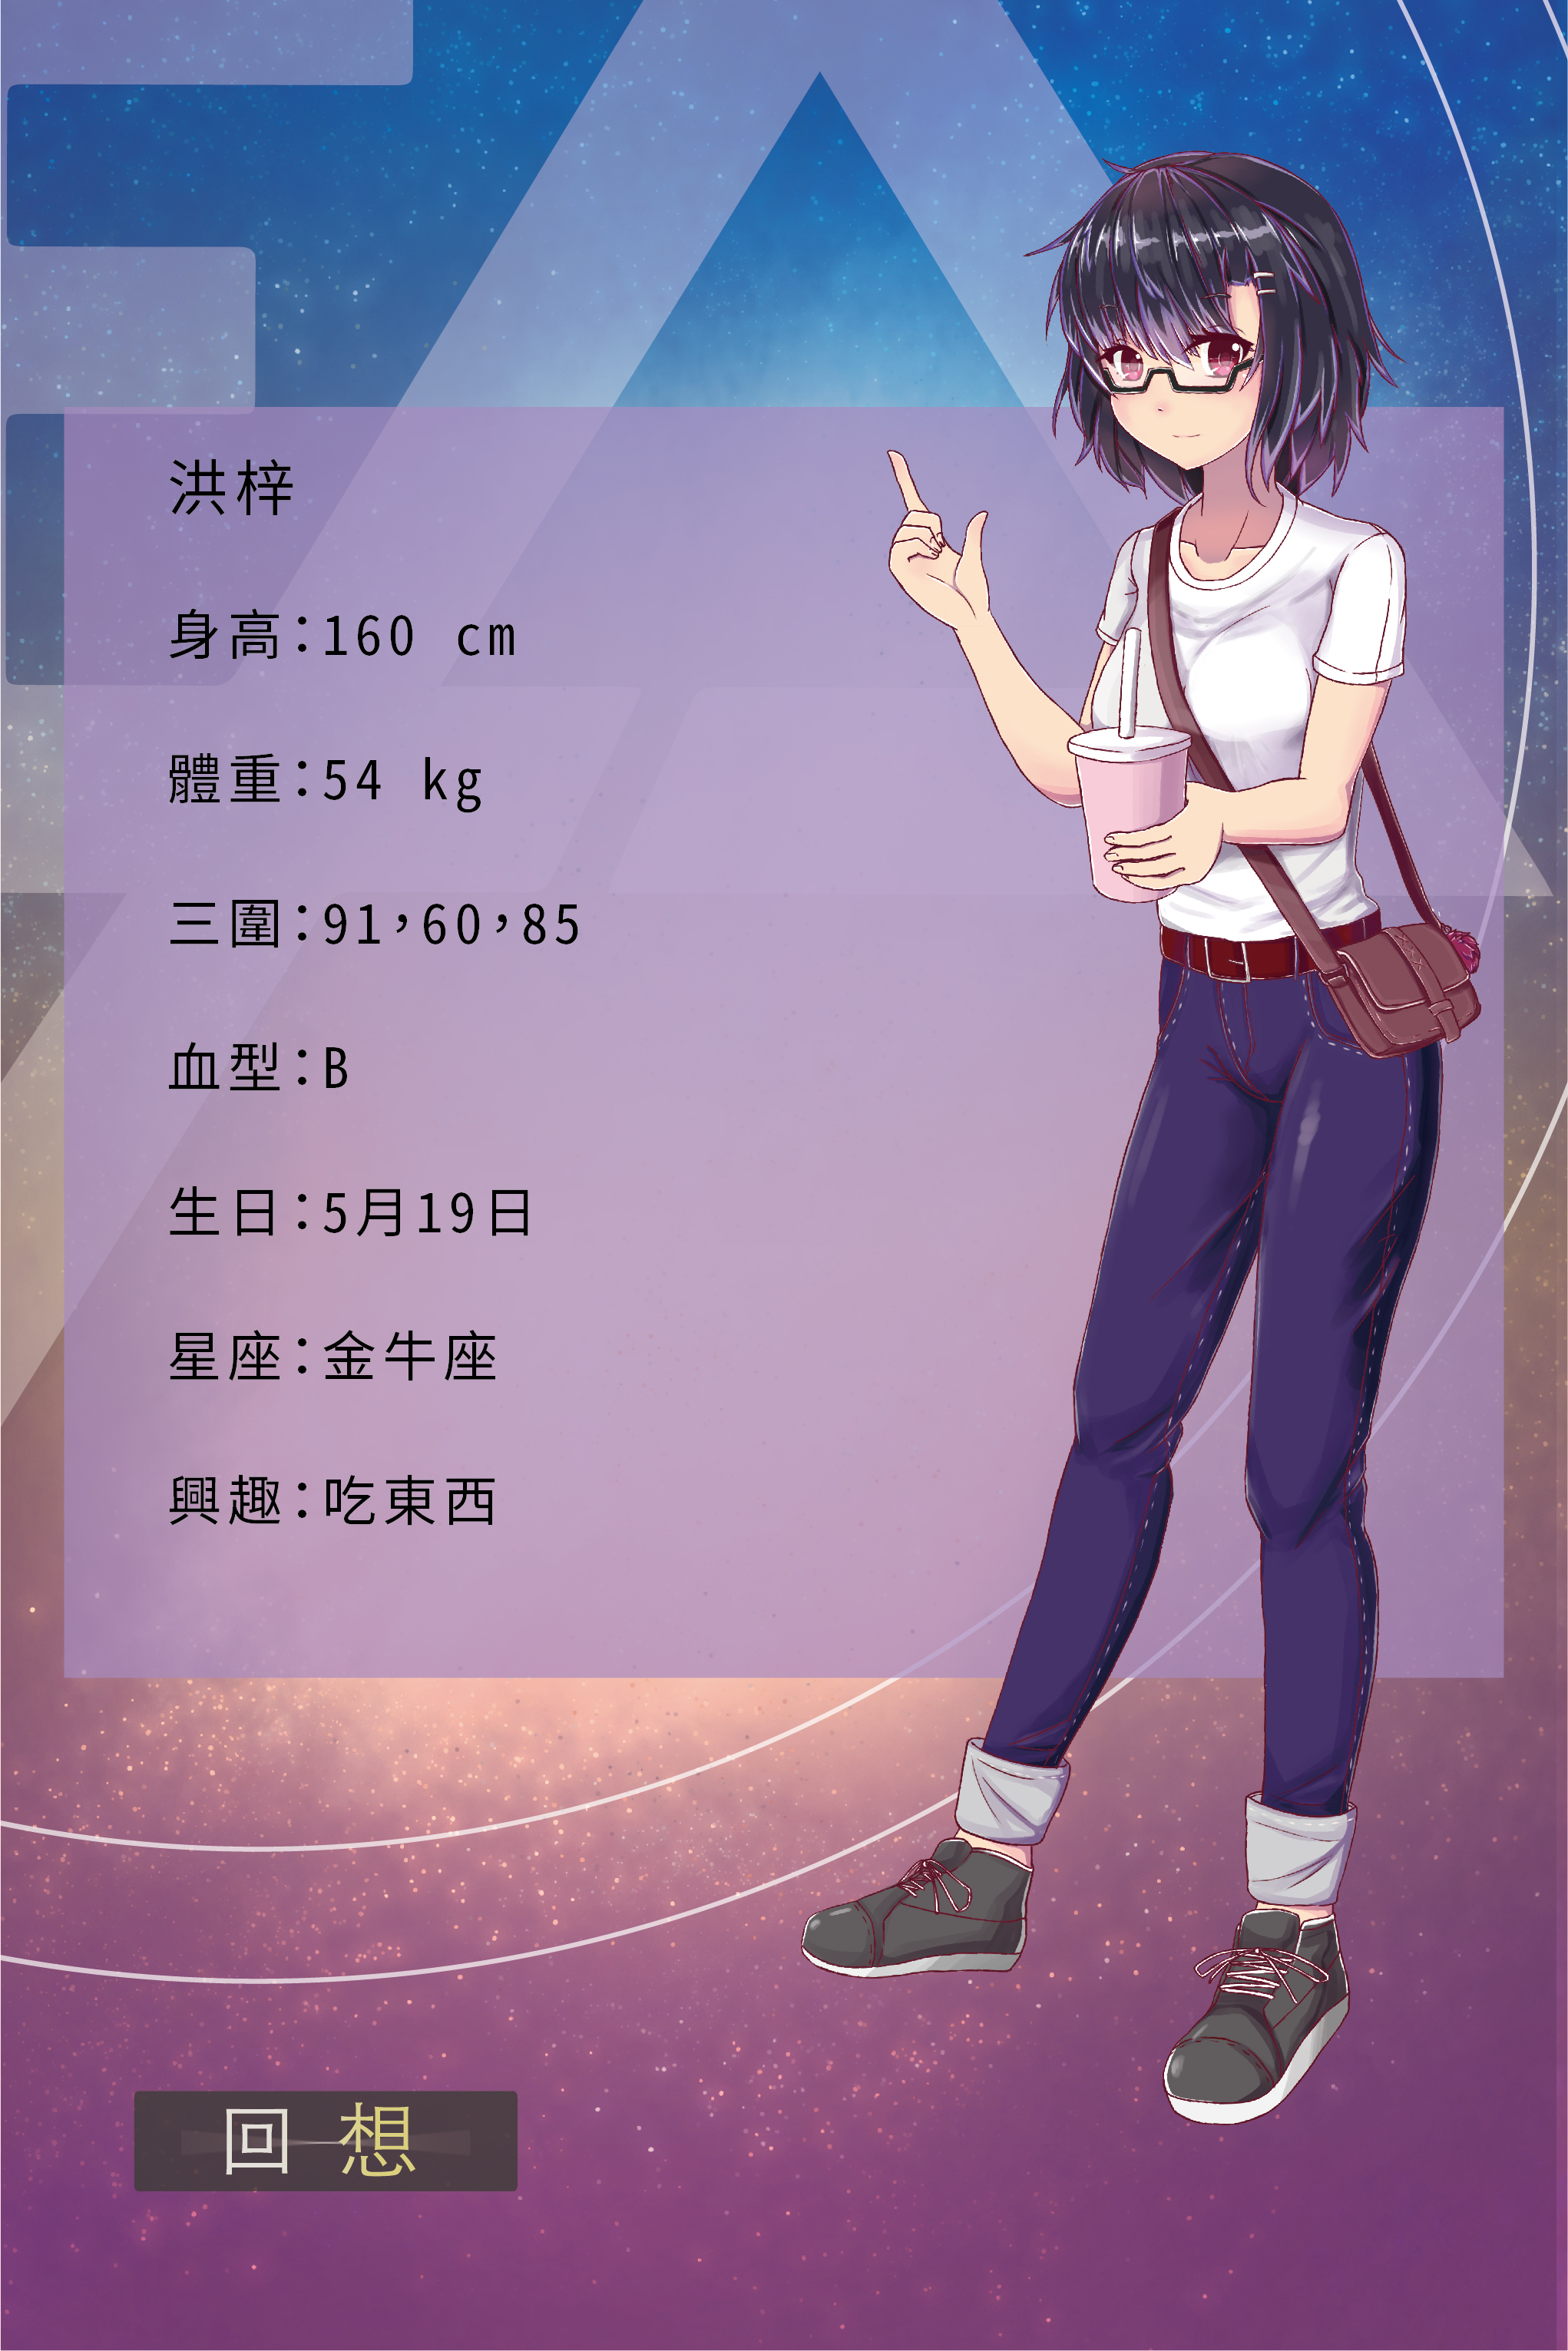 洪梓
身高:160 cm
體重:54 kg
三圍:91,60,85
血型:B
生日:5月19日
星座:金牛座
興趣:吃東西
回想